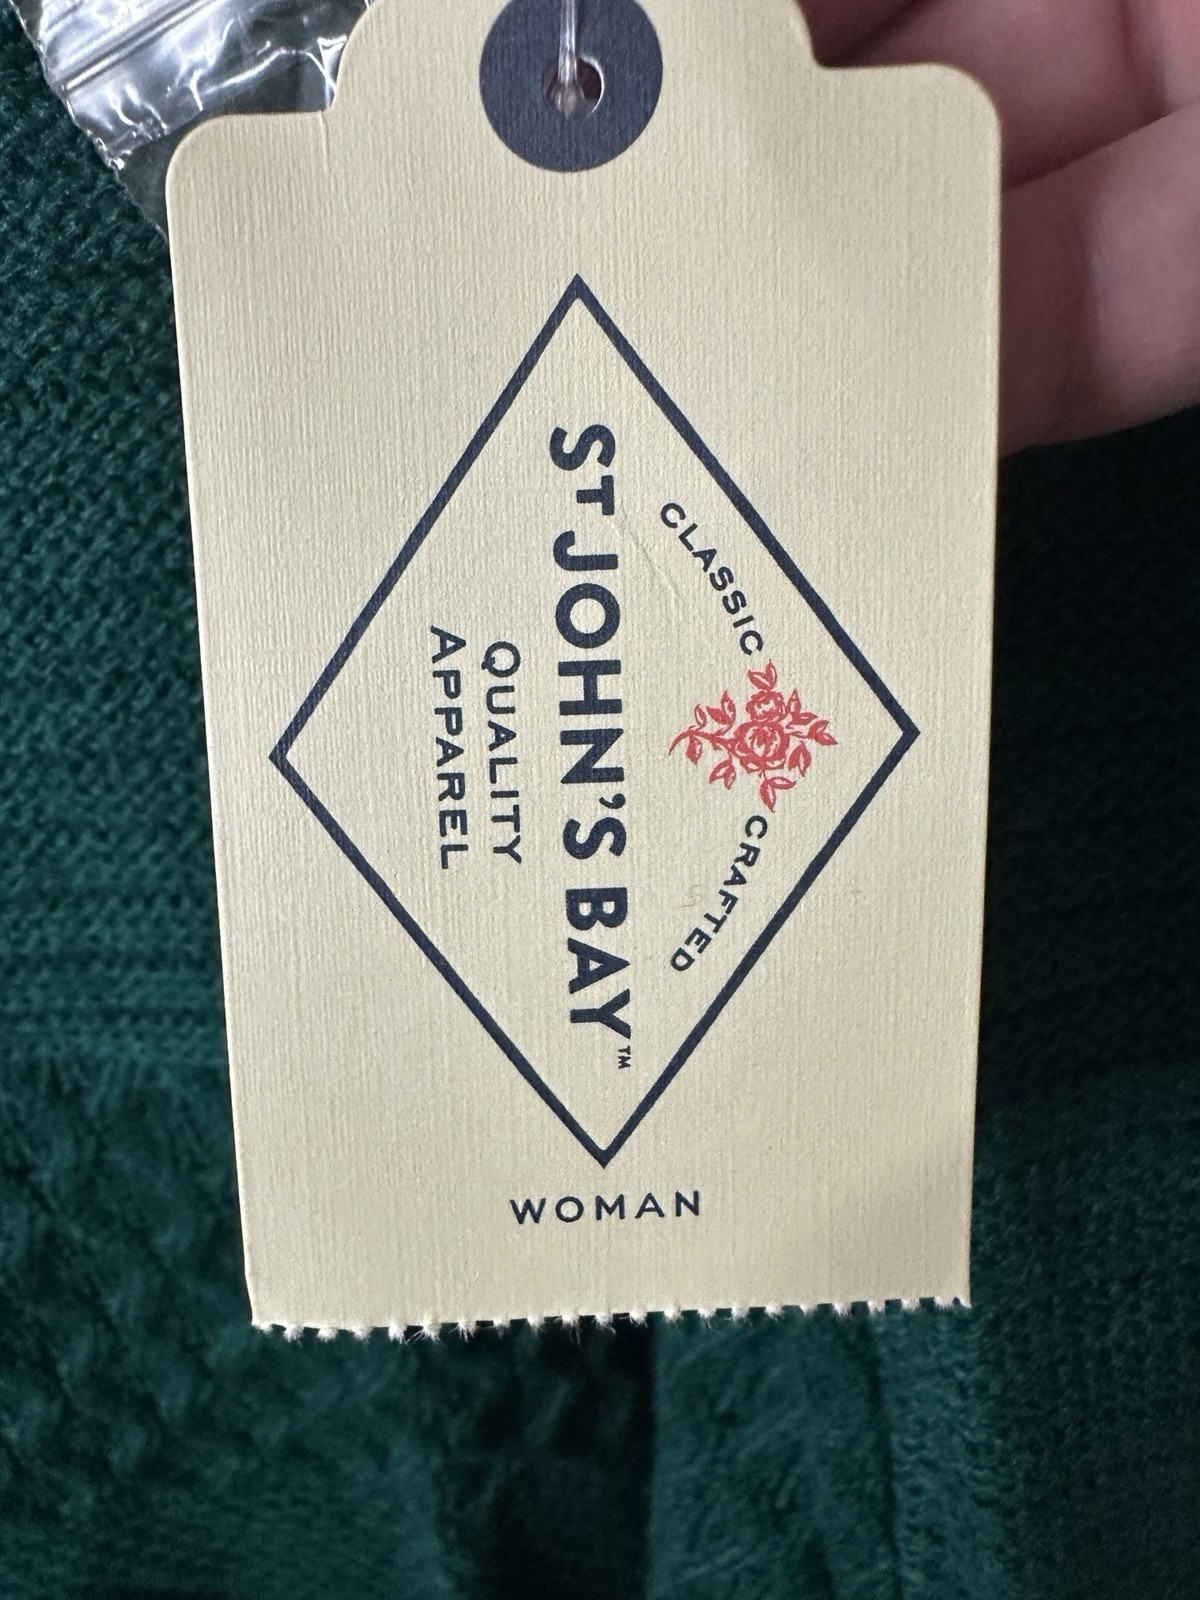 CLASSIC CRAFTED
ST JOHN'S BAY™
QUALITY
APPAREL
WOMAN